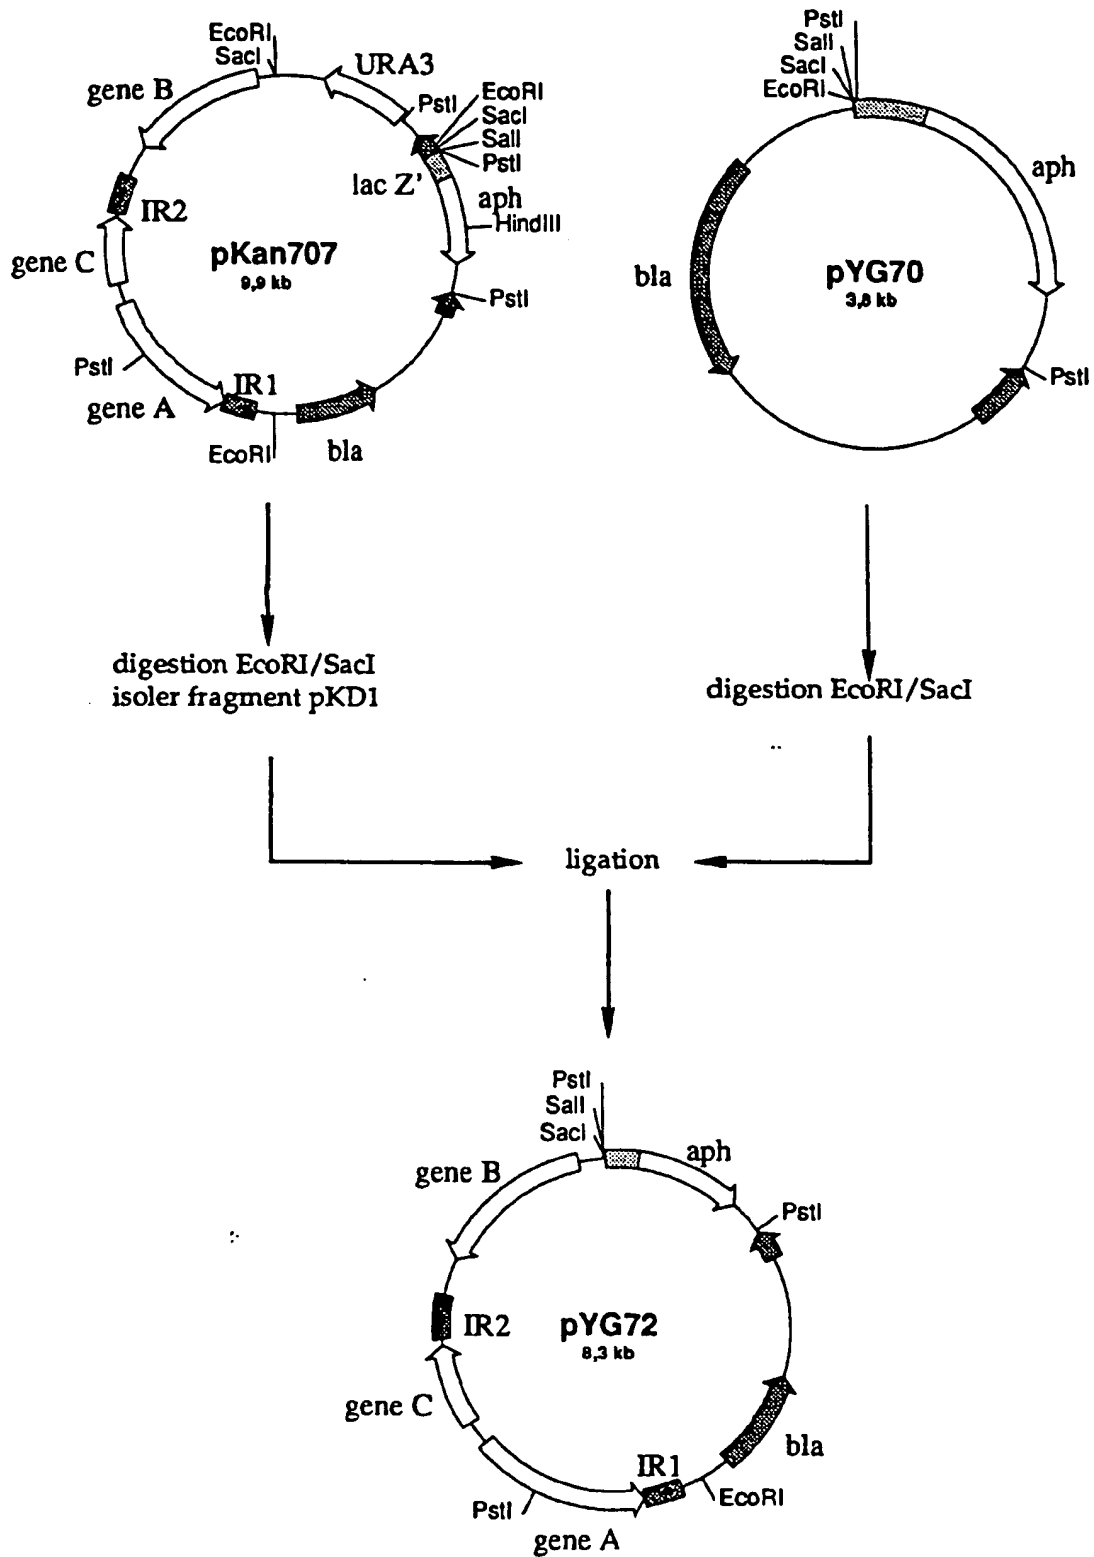 EcoRI
SacI
URA3
gene B
PstI
EcoRI
SacI
SalI
PstI
lac Z'
aph
HindIII
IR2
gene C
pKan707
9,9 kb
PstI
PstI
IR1
gene A
EcoRI
bla
PstI
SalI
SacI
EcoRI
aph
bla
pYG70
3,8 kb
PstI
digestion EcoRI/SacI
isoler fragment pKD1
digestion EcoRI/SacI
ligation
PstI
SalI
SacI
aph
gene B
PstI
IR2
pYG72
8,3 kb
gene C
bla
IR1
EcoRI
PstI
gene A